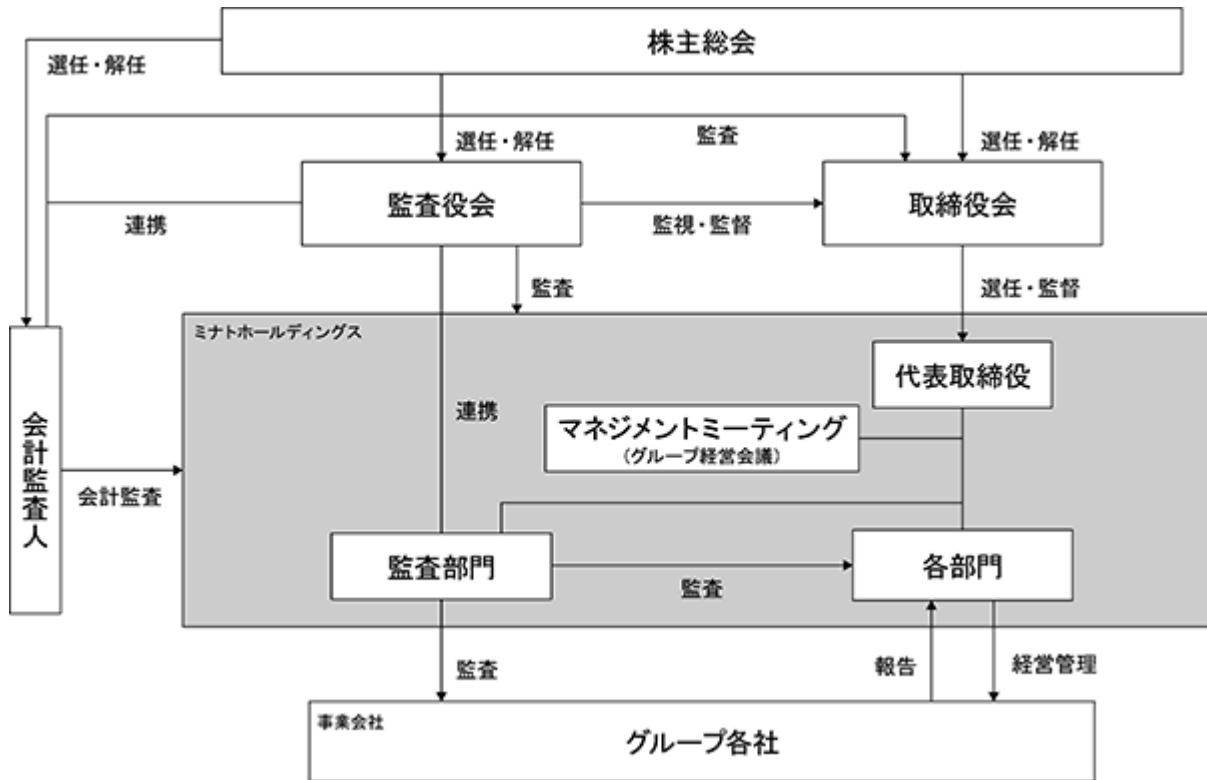 株主総会
選任・解任
選任・解任
監査
選任・解任
監査役会
取締役会
連携
監視・監督
監査
選任・監督
ミナトホールディングス
代表取締役
連携
マネジメントミーティング
（グループ経営会議）
会計監査人
会計監査
監査部門
各部門
監査
監査
報告
経営管理
事業会社
グループ各社